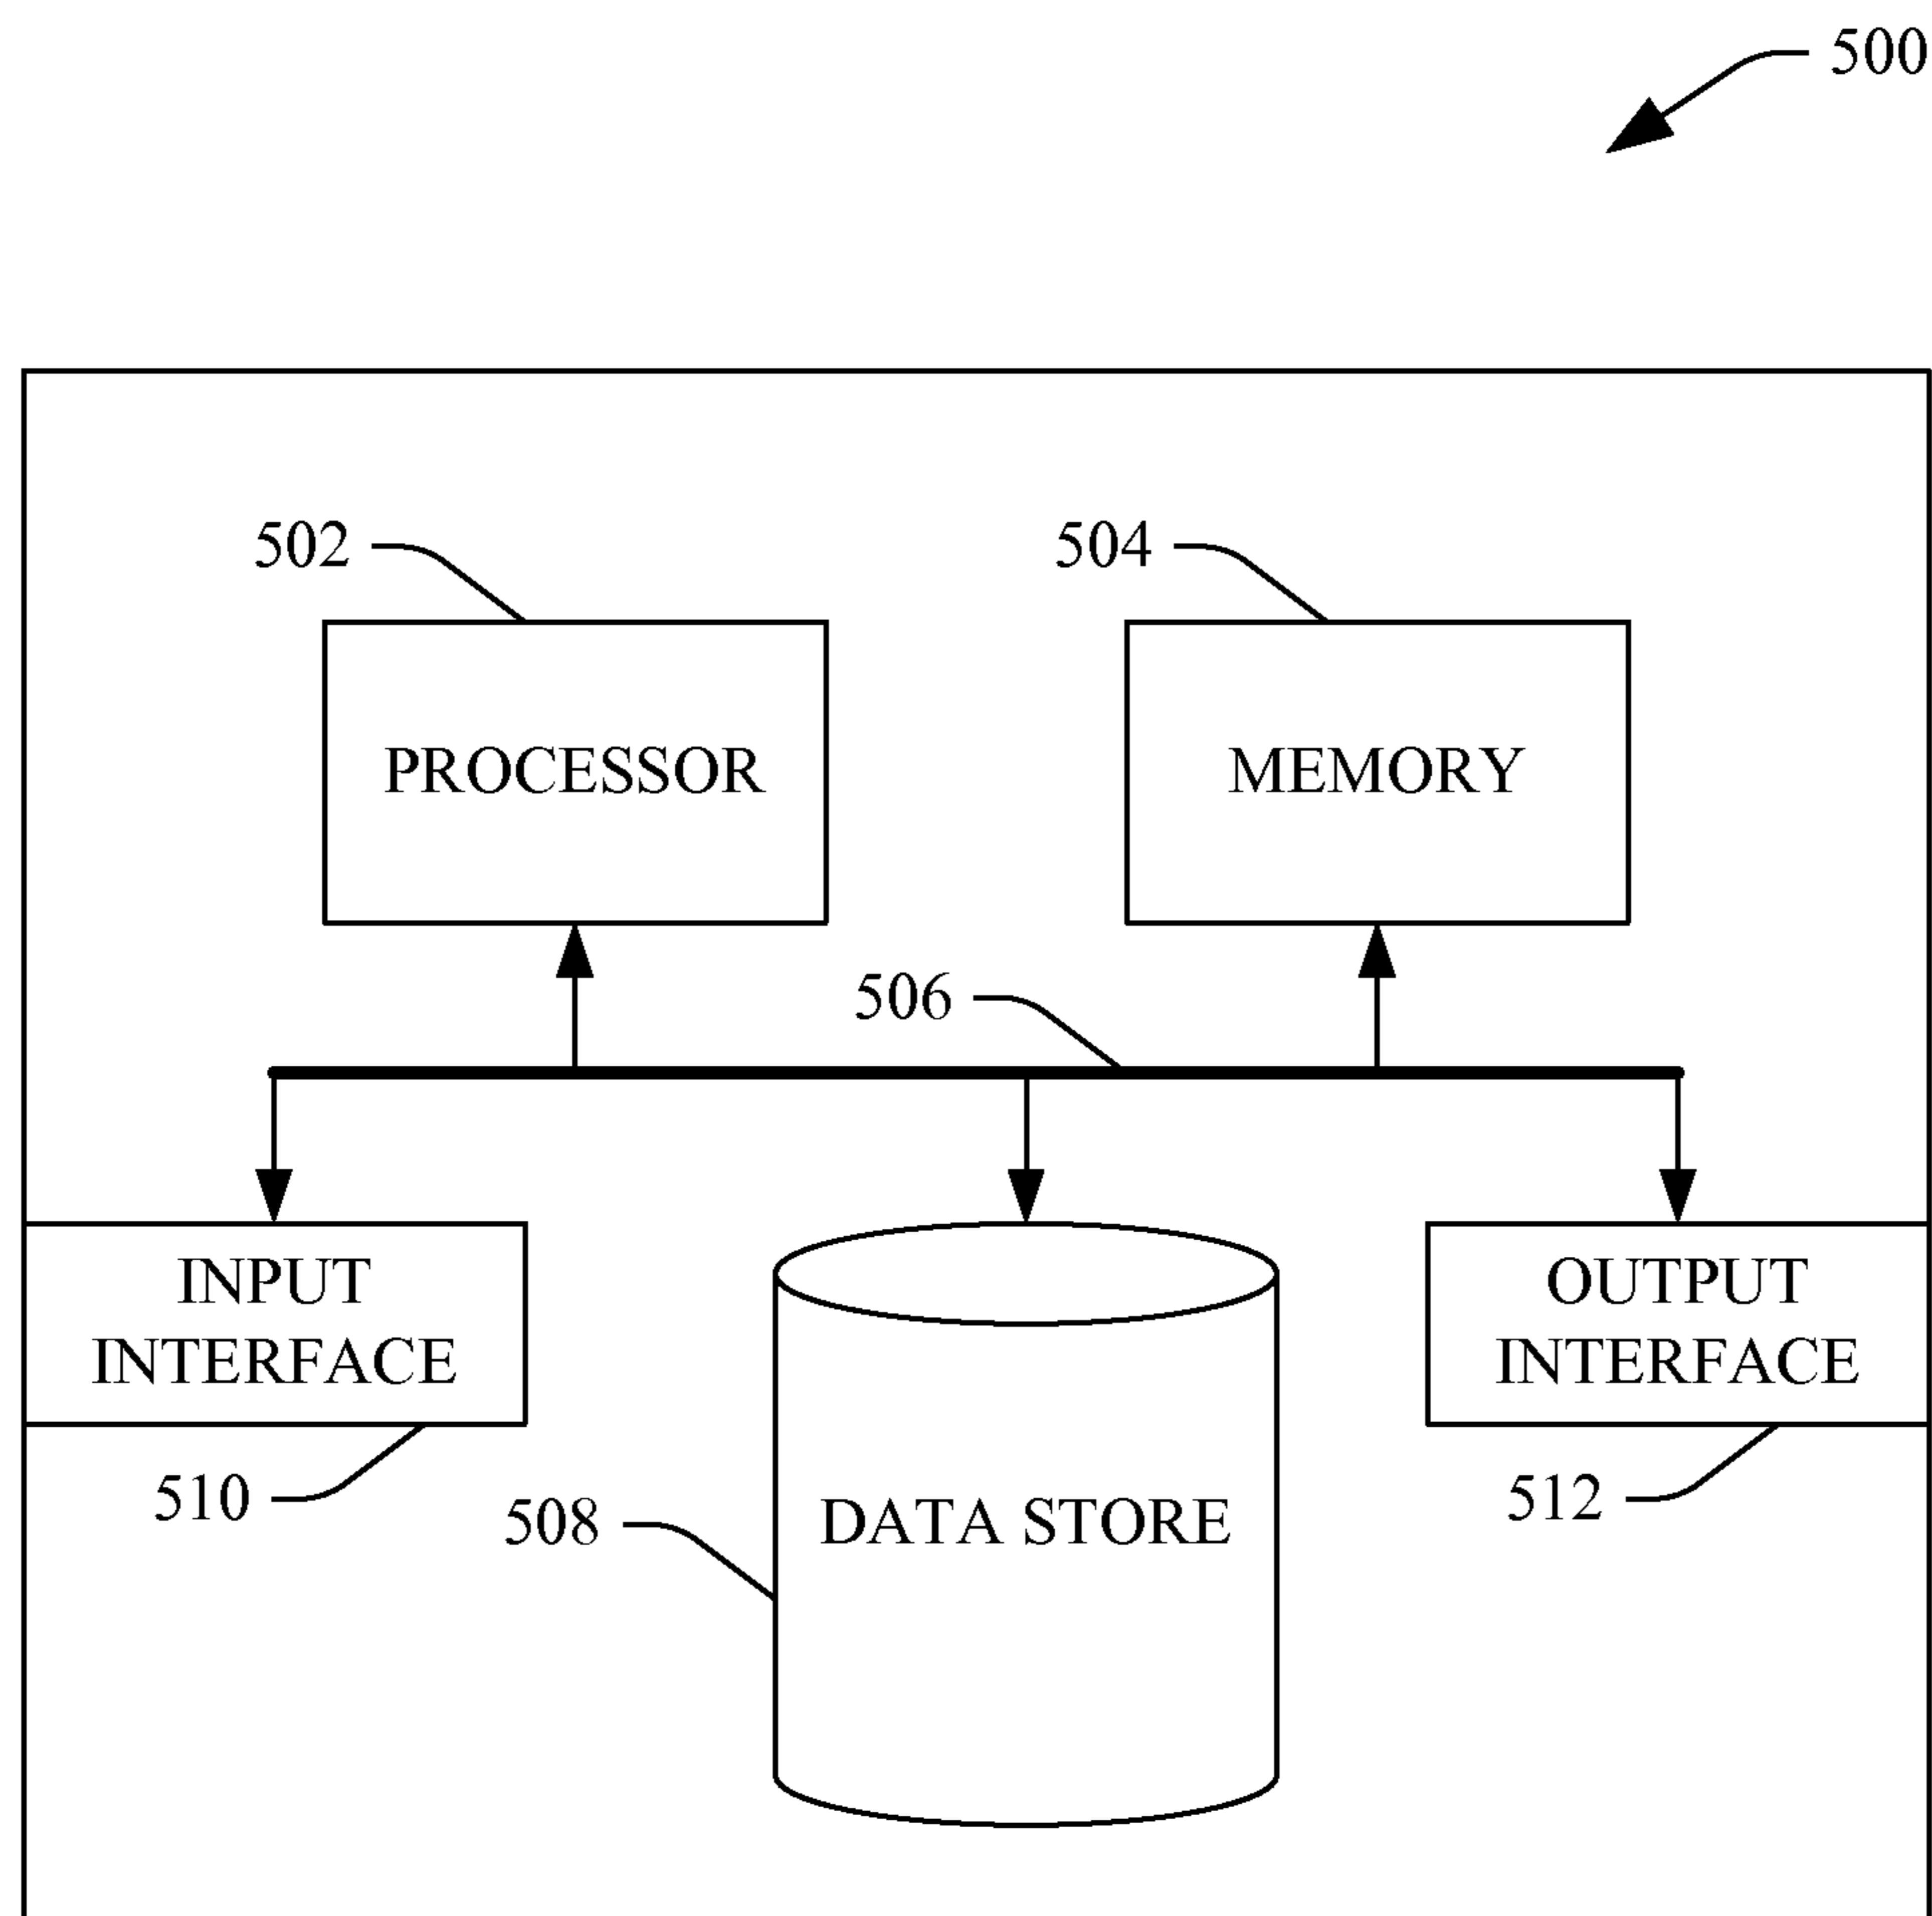 500
502
504
PROCESSOR
MEMORY
506
INPUT
INTERFACE
OUTPUT
INTERFACE
510
508
DATA STORE
512